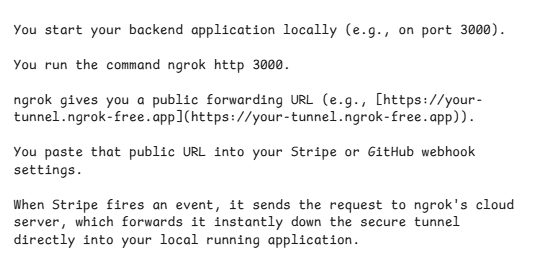 You start your backend application locally (e.g., on port 3000).
You run the command ngrok http 3000.
ngrok gives you a public forwarding URL (e.g., [https://your-
tunnel.ngrok-free.app](https://your-tunnel.ngrok-free.app)).
You paste that public URL into your Stripe or GitHub webhook
settings.
When Stripe fires an event, it sends the request to ngrok's cloud
server, which forwards it instantly down the secure tunnel
directly into your local running application.